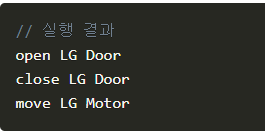 // 실행 결과
open LG Door
close LG Door
move LG Motor